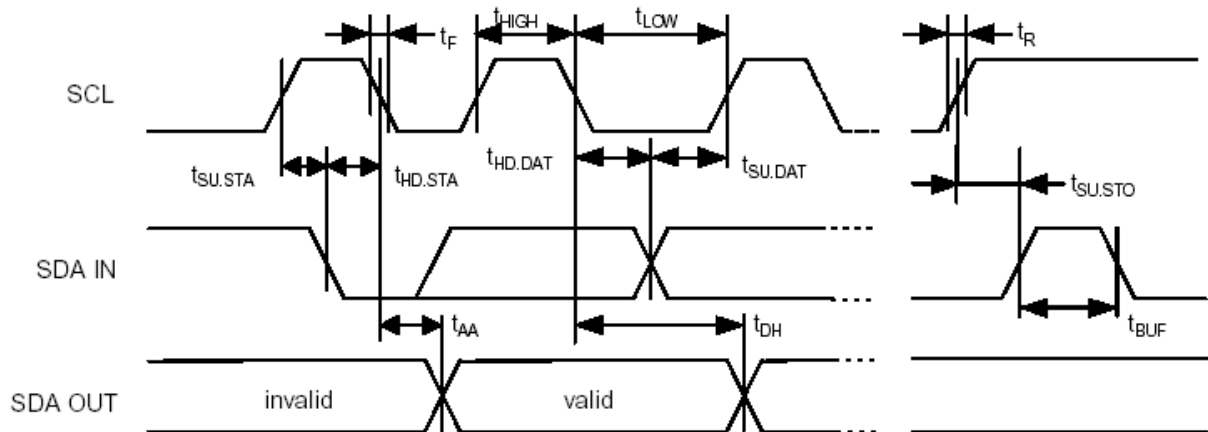 tHIGH tLOW
tF tR
SCL
tSU.STA tHD.STA tHD.DAT tSU.DAT
tSU.STO
SDA IN
tAA tDH tBUF
SDA OUT invalid valid